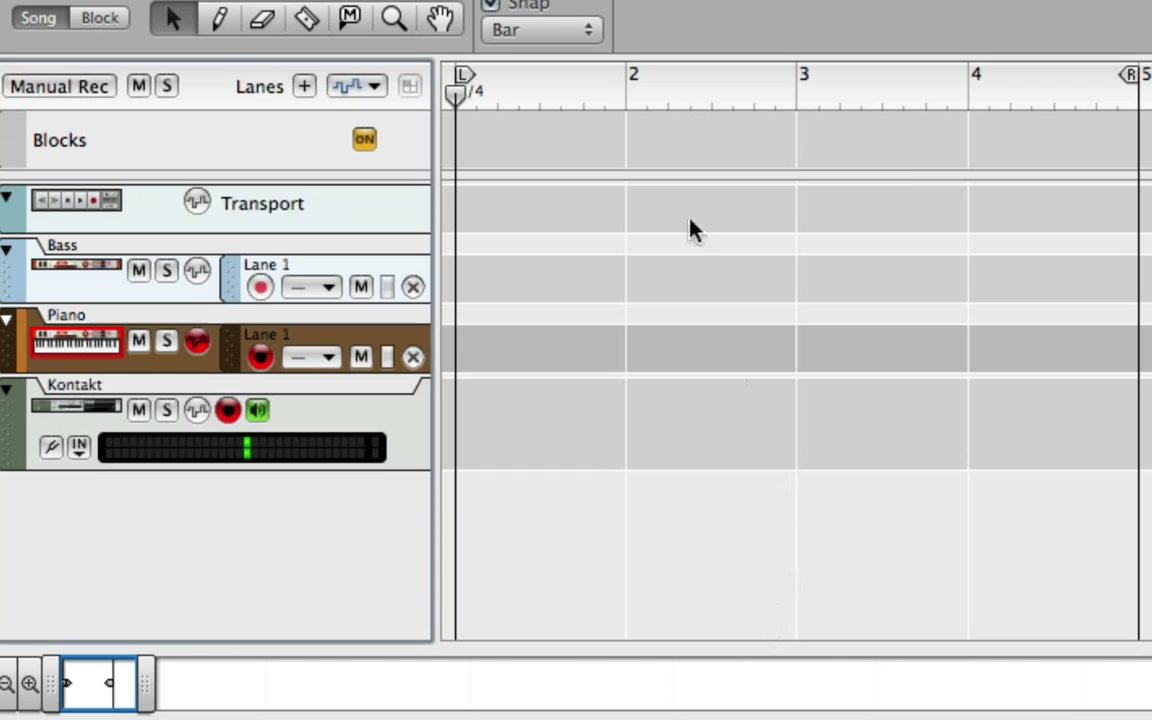 Song Block M Snap
Bar
Manual Rec M S Lanes + L /4 2 3 4 R 5
Blocks ON
Transport
Bass
M S Lane 1
— M
Piano
M S Lane 1
— M
Kontakt
M S
IN